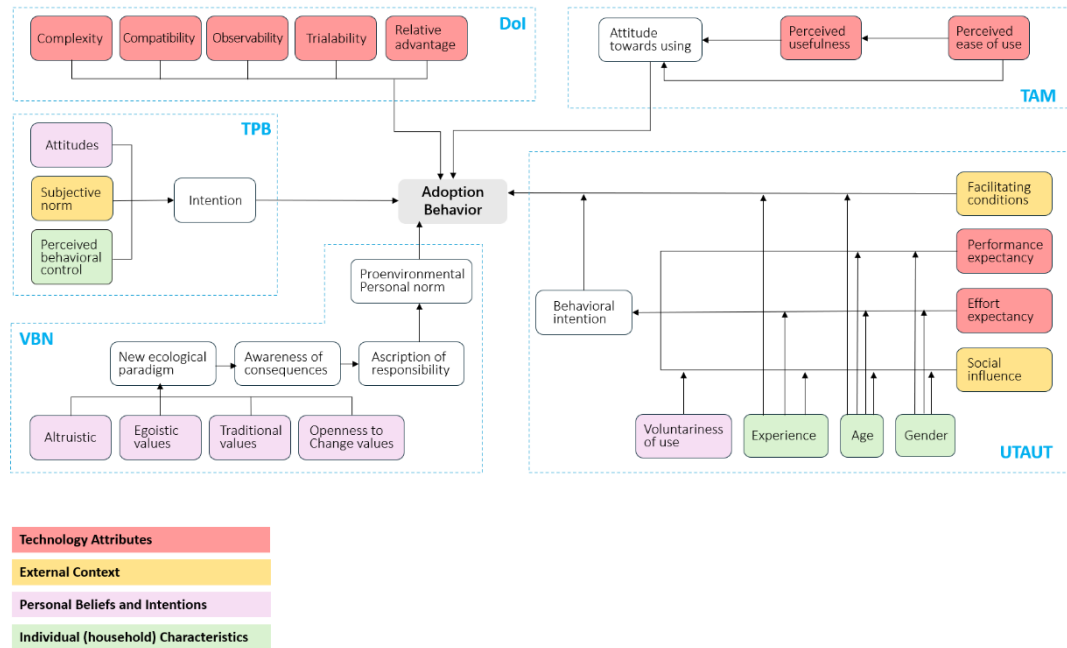 DoI
Complexity
Compatibility
Observability
Trialability
Relative
advantage
Attitude
towards using
Perceived
usefulness
Perceived
ease of use
TAM
TPB
Attitudes
Subjective
norm
Perceived
behavioral
control
Intention
Adoption
Behavior
Proenvironmental
Personal norm
VBN
New ecological
paradigm
Awareness of
consequences
Ascription of
responsibility
Altruistic
Egoistic
values
Traditional
values
Openness to
Change values
Facilitating
conditions
Performance
expectancy
Behavioral
intention
Effort
expectancy
Social
influence
Voluntariness
of use
Experience
Age
Gender
UTAUT
Technology Attributes
External Context
Personal Beliefs and Intentions
Individual (household) Characteristics